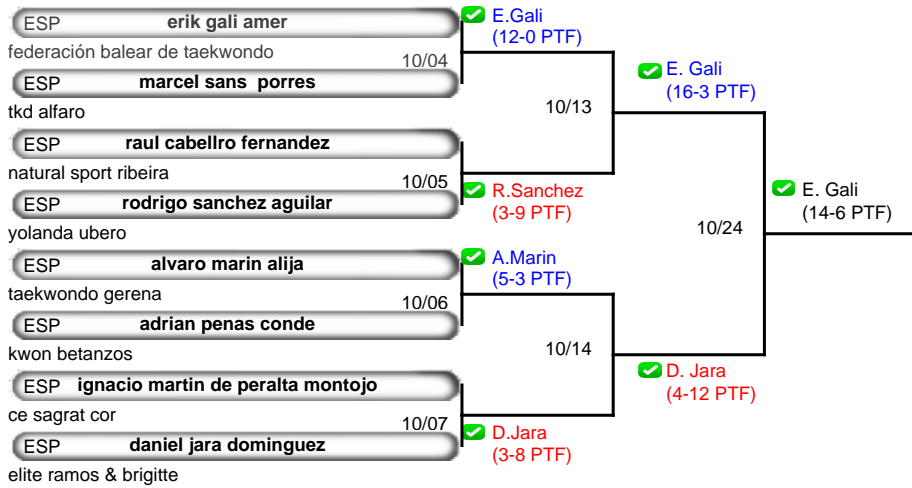 ESP erik gali amer
federación balear de taekwondo
10/04
ESP marcel sans porres
tkd alfaro
ESP raul cabellro fernandez
natural sport ribeira
10/05
ESP rodrigo sanchez aguilar
yolanda ubero
ESP alvaro marin alija
taekwondo gerena
10/06
ESP adrian penas conde
kwon betanzos
ESP ignacio martin de peralta montojo
ce sagrat cor
10/07
ESP daniel jara dominguez
elite ramos & brigitte
E.Gali
(12-0 PTF)
R.Sanchez
(3-9 PTF)
A.Marin
(5-3 PTF)
D.Jara
(3-8 PTF)
10/13
10/14
E. Gali
(16-3 PTF)
D. Jara
(4-12 PTF)
10/24
E. Gali
(14-6 PTF)